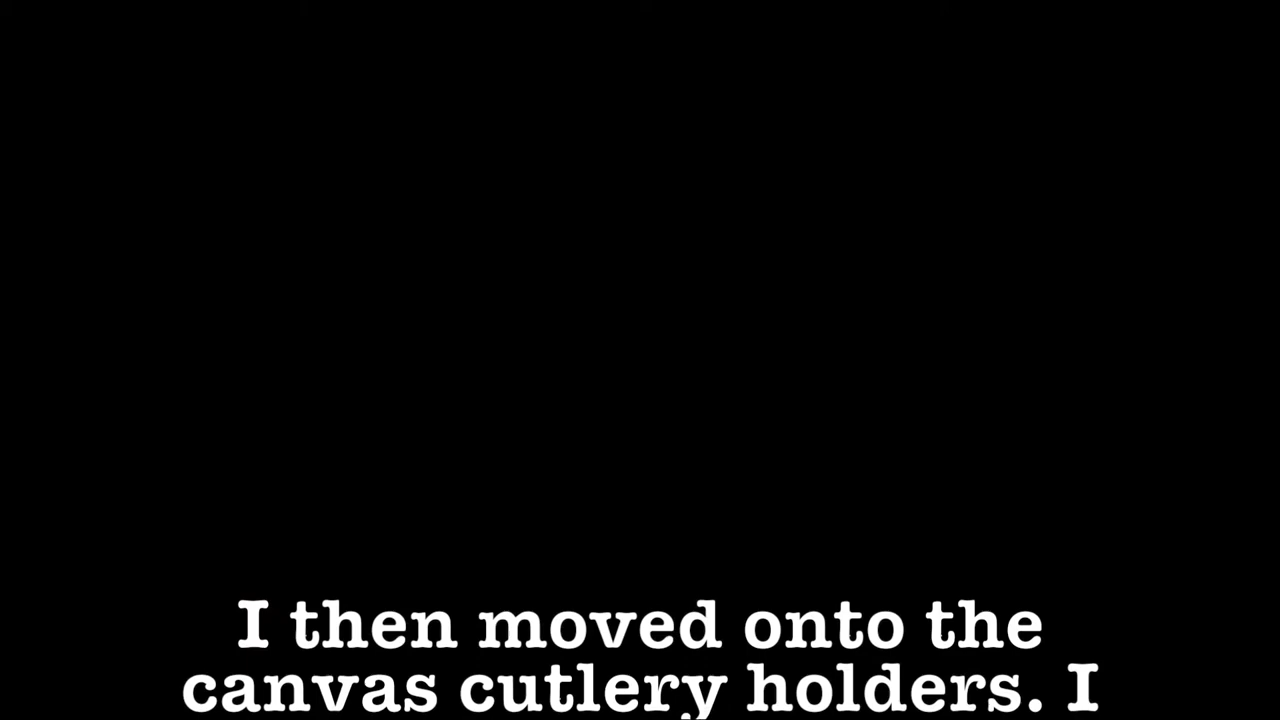 I then moved onto the
canvas cutlery holders. I